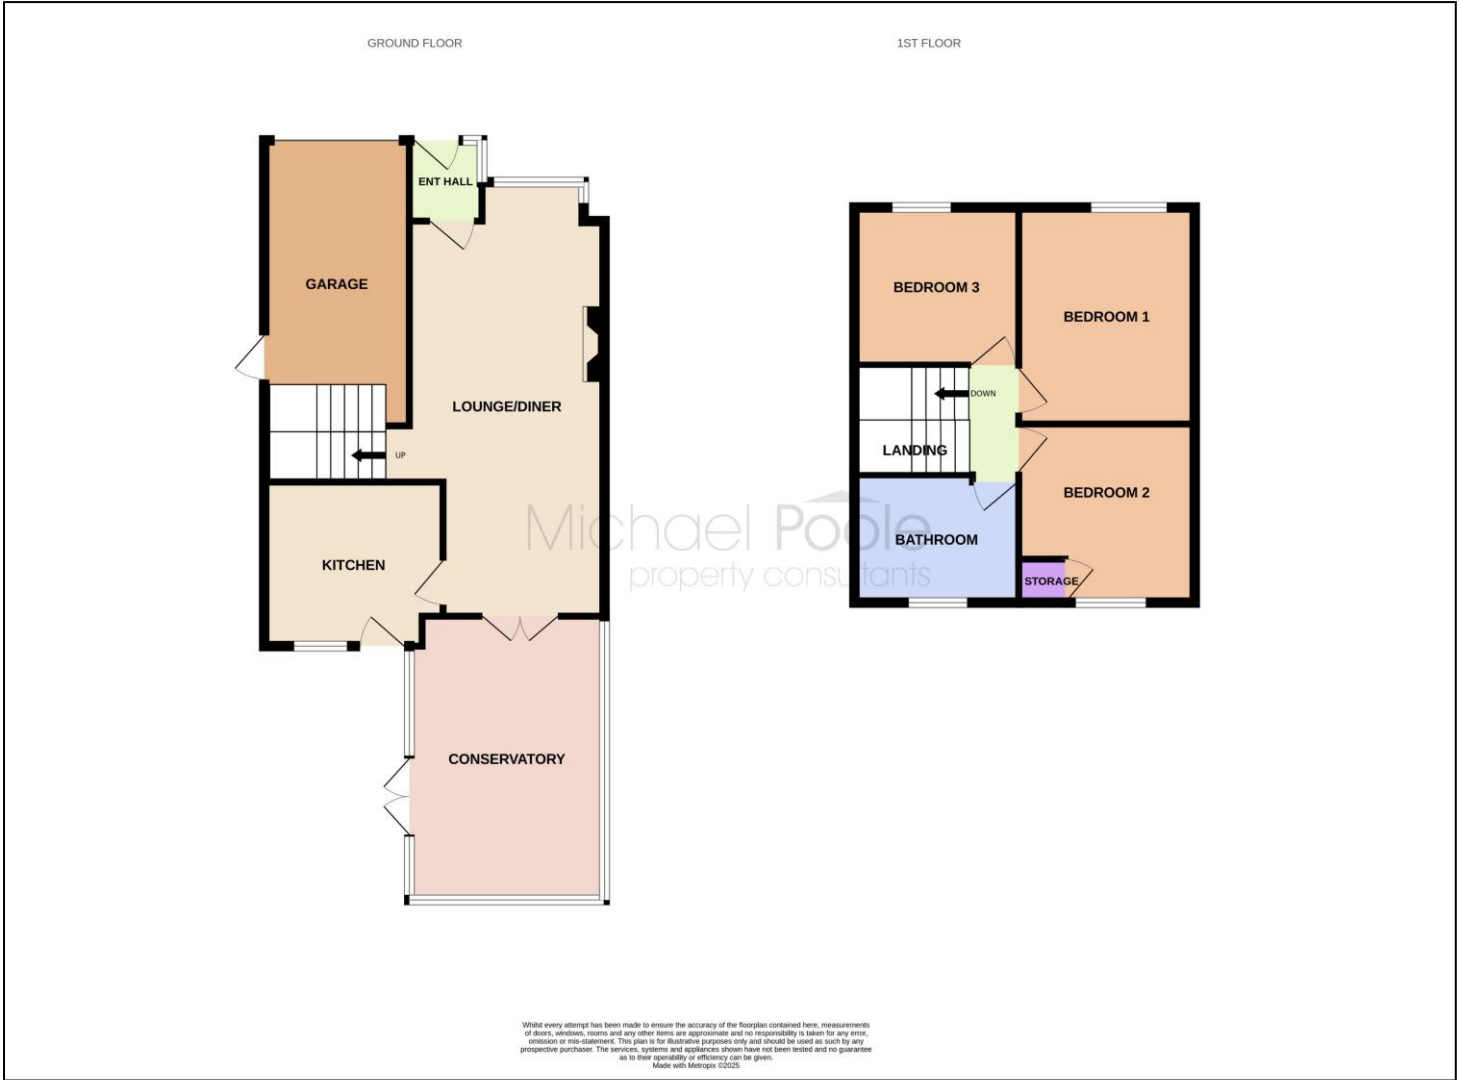 GROUND FLOOR
1ST FLOOR
ENT HALL
GARAGE
LOUNGE/DINER
UP
KITCHEN
CONSERVATORY
BEDROOM 3
BEDROOM 1
DOWN
LANDING
BEDROOM 2
BATHROOM
STORAGE
Michael Poole
property consultants
Whilst every attempt has been made to ensure the accuracy of the floorplan contained here, measurements
of doors, windows, rooms and any other items are approximate and no responsibility is taken for any error,
omission or mis-statement. This plan is for illustrative purposes only and should be used as such by any
prospective purchaser. The services, systems and appliances shown have not been tested and no guarantee
as to their operability or efficiency can be given.
Made with Metropix ©2025